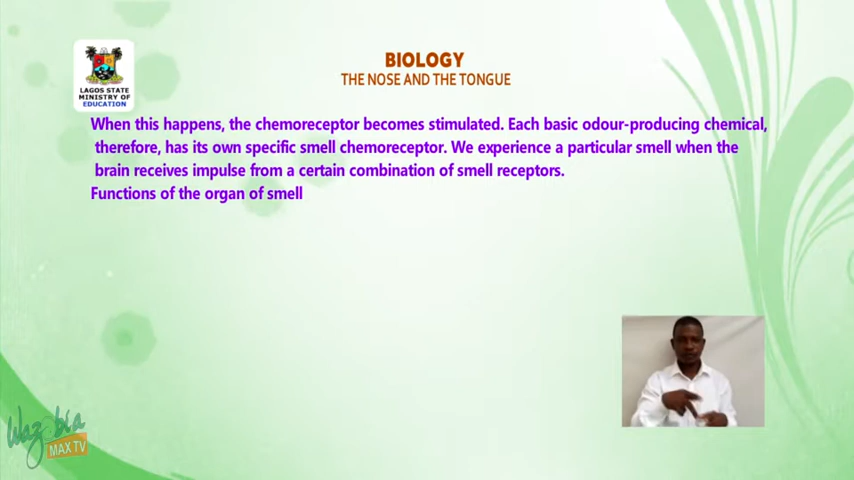 BIOLOGY
THE NOSE AND THE TONGUE
LAGOS STATE
MINISTRY OF
EDUCATION
When this happens, the chemoreceptor becomes stimulated. Each basic odour-producing chemical,
therefore, has its own specific smell chemoreceptor. We experience a particular smell when the
brain receives impulse from a certain combination of smell receptors.
Functions of the organ of smell
Wazobia
MAX TV